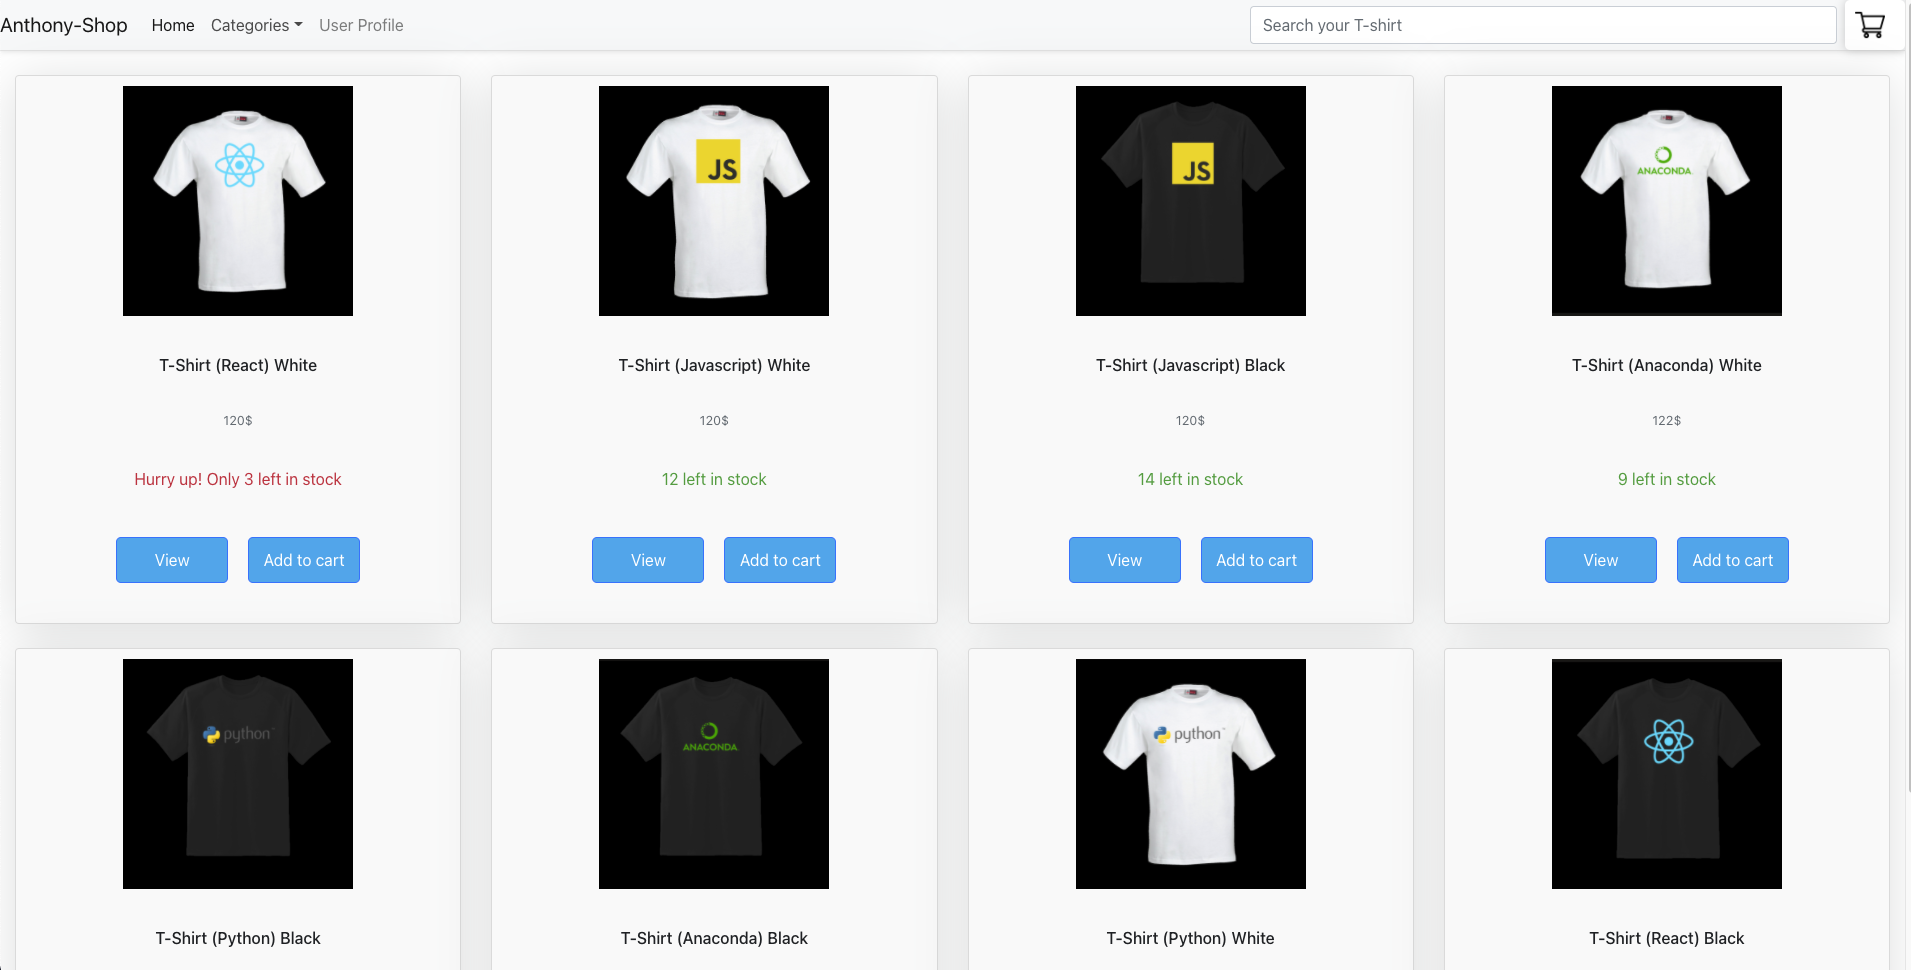 Anthony-Shop Home Categories User Profile Search your T-shirt
JS
JS
ANACONDA
T-Shirt (React) White
T-Shirt (Javascript) White
T-Shirt (Javascript) Black
T-Shirt (Anaconda) White
120$
120$
120$
122$
Hurry up! Only 3 left in stock
12 left in stock
14 left in stock
9 left in stock
View Add to cart
View Add to cart
View Add to cart
View Add to cart
python
ANACONDA
python
T-Shirt (Python) Black
T-Shirt (Anaconda) Black
T-Shirt (Python) White
T-Shirt (React) Black